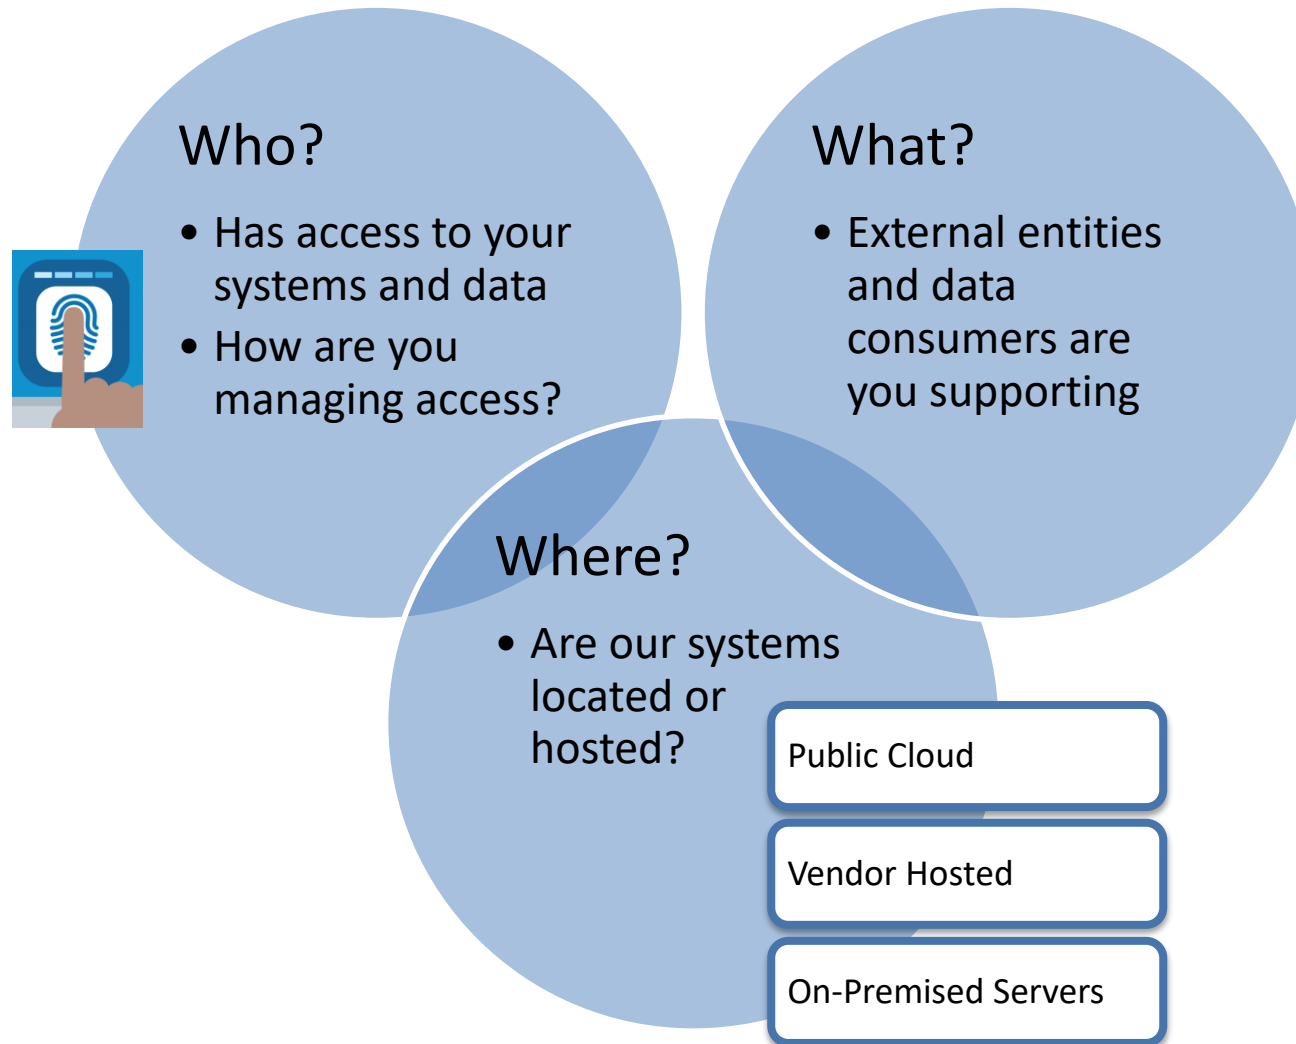 Who?
• Has access to your
systems and data
• How are you
managing access?
What?
• External entities
and data
consumers are
you supporting
Where?
• Are our systems
located or
hosted?
Public Cloud
Vendor Hosted
On-Premised Servers